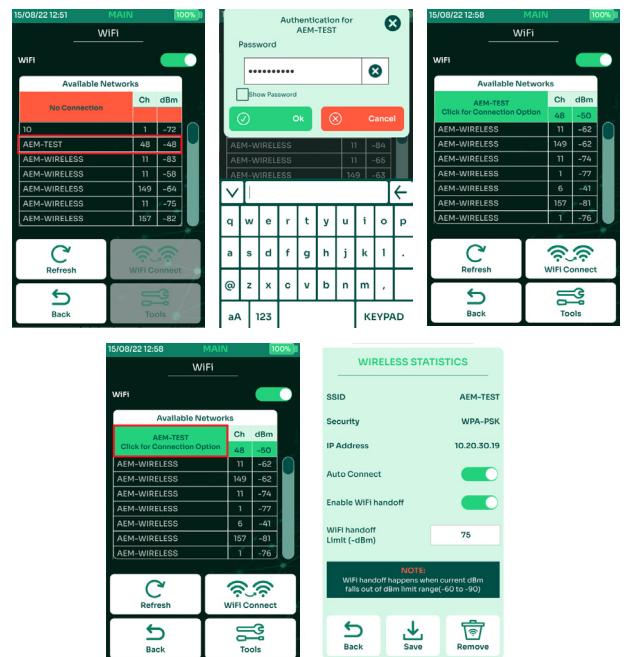 15/08/22 12:51 MAIN 100%
WiFi
WiFi
Available Networks
No Connection Ch dBm
10 1 -72
AEM-TEST 48 -48
AEM-WIRELESS 11 -83
AEM-WIRELESS 11 -58
AEM-WIRELESS 149 -64
AEM-WIRELESS 11 -75
AEM-WIRELESS 157 -82
Refresh WiFi Connect
Back Tools
Authentication for
AEM-TEST
Password
••••••••••
Show Password
Ok Cancel
AEM-WIRELESS 11 -84
AEM-WIRELESS 11 -65
AEM-WIRELESS 149 -63
q w e r t y u i o p
a s d f g h j k l .
@ z x c v b n m ,
aA 123 KEYPAD
15/08/22 12:58 MAIN 100%
WiFi
WiFi
Available Networks
AEM-TEST Ch dBm
Click for Connection Option 48 -50
AEM-WIRELESS 11 -62
AEM-WIRELESS 149 -62
AEM-WIRELESS 11 -74
AEM-WIRELESS 1 -77
AEM-WIRELESS 6 -41
AEM-WIRELESS 157 -81
AEM-WIRELESS 1 -76
Refresh WiFi Connect
Back Tools
15/08/22 12:58 MAIN 100%
WiFi
WiFi
Available Networks
AEM-TEST Ch dBm
Click for Connection Option 48 -50
AEM-WIRELESS 11 -62
AEM-WIRELESS 149 -62
AEM-WIRELESS 11 -74
AEM-WIRELESS 1 -77
AEM-WIRELESS 6 -41
AEM-WIRELESS 157 -81
AEM-WIRELESS 1 -76
Refresh WiFi Connect
Back Tools
WIRELESS STATISTICS
SSID AEM-TEST
Security WPA-PSK
IP Address 10.20.30.19
Auto Connect
Enable WiFi handoff
WiFi handoff
Limit (-dBm) 75
NOTE:
WiFi handoff happens when current dBm
falls out of dBm limit range(-60 to -90)
Back Save Remove